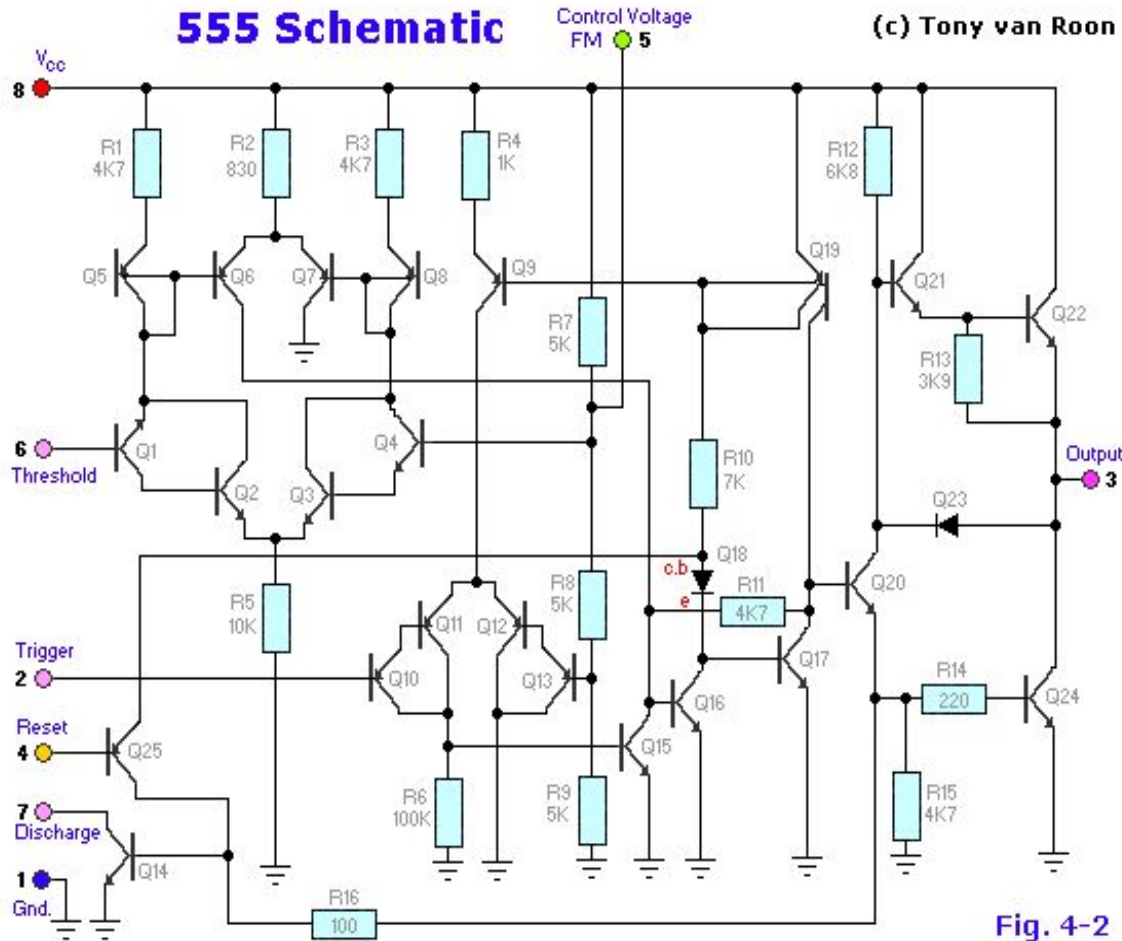 555 Schematic
Control Voltage
FM 5
(c) Tony van Roon
Vcc
8
R1
4K7
R2
830
R3
4K7
R4
1K
R12
6K8
Q5
Q6
Q7
Q8
Q9
Q19
Q21
Q22
R7
5K
R13
3K9
6
Threshold
Q1
Q2
Q3
Q4
R10
7K
Output
3
Q23
Q18
c.b
e
R5
10K
R8
5K
R11
4K7
Q20
Trigger
2
Q11
Q12
Q10
Q13
Q17
Q16
R14
220
Q24
Reset
4
Q25
Q15
7
Discharge
R6
100K
R9
5K
R15
4K7
Q14
1
Gnd.
R16
100
Fig. 4-2